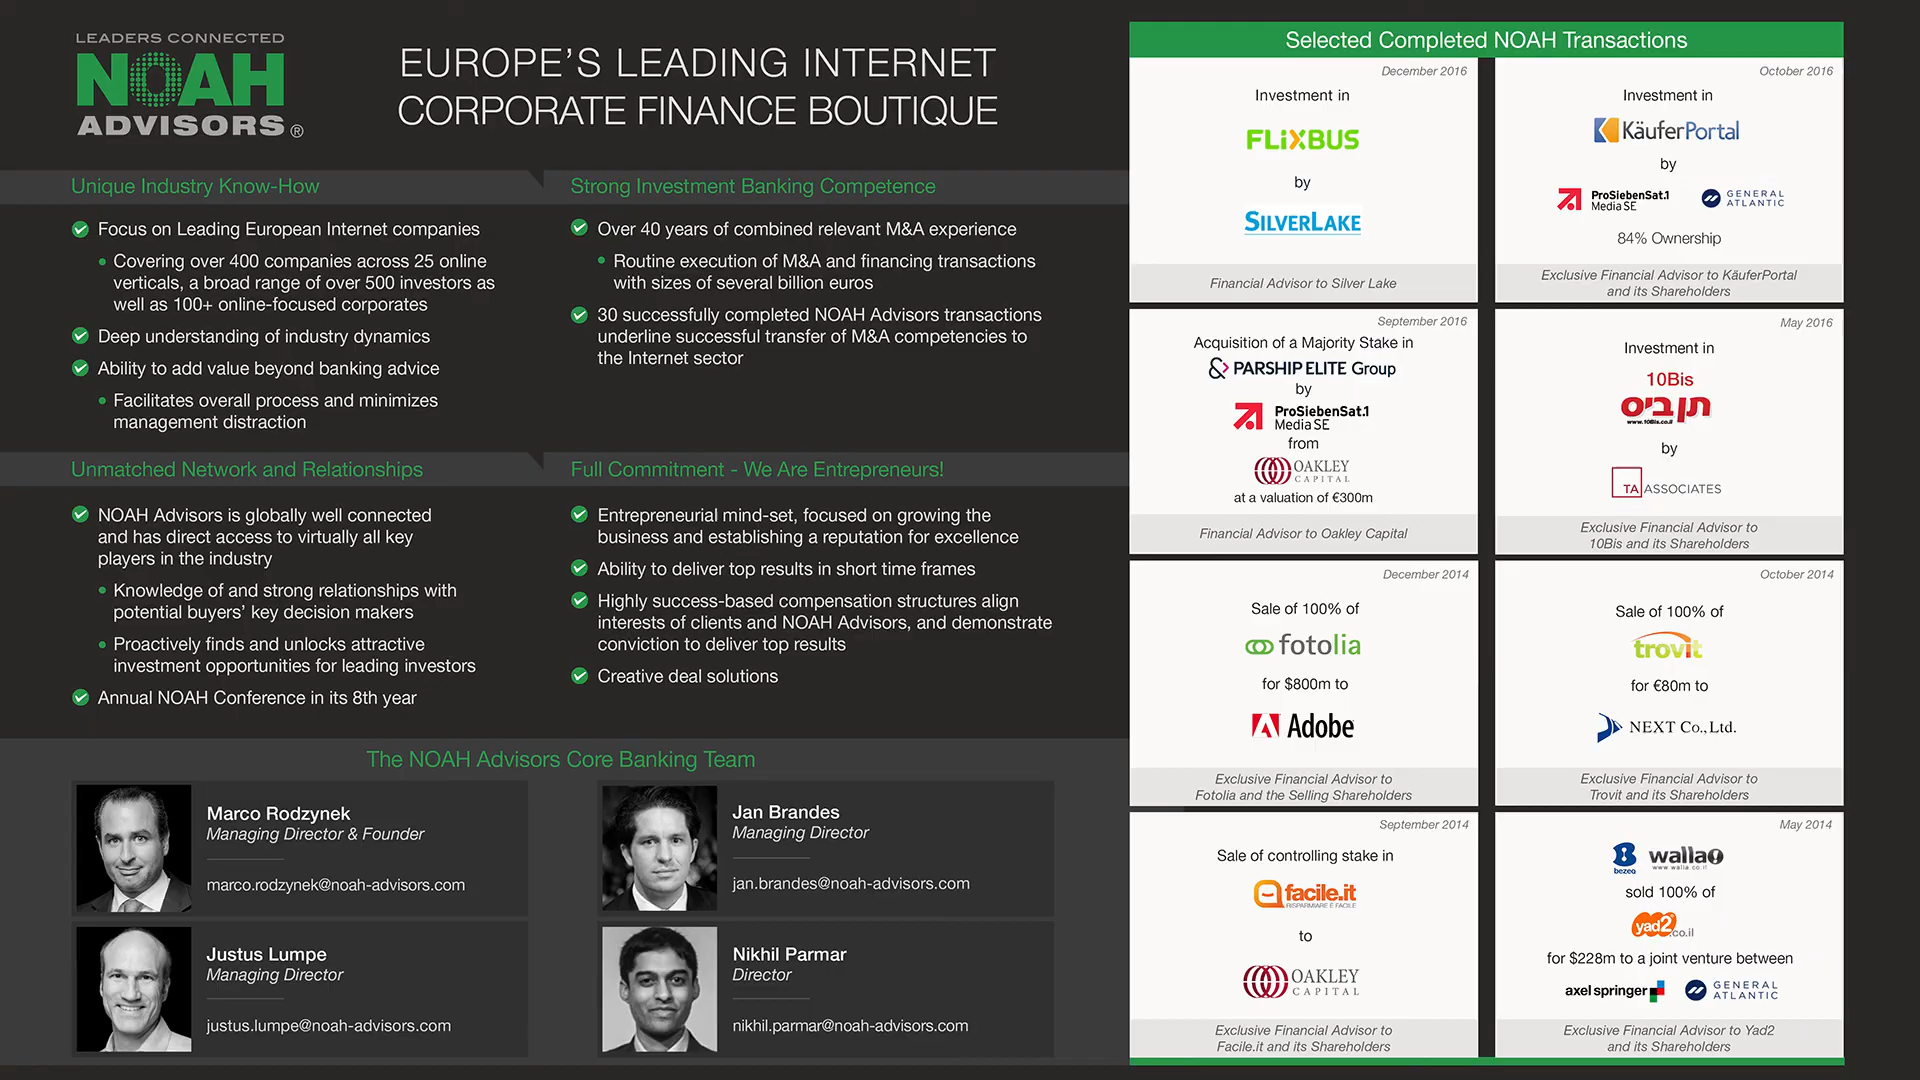 LEADERS CONNECTED
NOAH
ADVISORS ®
EUROPE'S LEADING INTERNET
CORPORATE FINANCE BOUTIQUE
Unique Industry Know-How
Focus on Leading European Internet companies
• Covering over 400 companies across 25 online
verticals, a broad range of over 500 investors as
well as 100+ online-focused corporates
Deep understanding of industry dynamics
Ability to add value beyond banking advice
• Facilitates overall process and minimizes
management distraction
Strong Investment Banking Competence
Over 40 years of combined relevant M&A experience
• Routine execution of M&A and financing transactions
with sizes of several billion euros
30 successfully completed NOAH Advisors transactions
underline successful transfer of M&A competencies to
the Internet sector
Unmatched Network and Relationships
NOAH Advisors is globally well connected
and has direct access to virtually all key
players in the industry
• Knowledge of and strong relationships with
potential buyers' key decision makers
• Proactively finds and unlocks attractive
investment opportunities for leading investors
Annual NOAH Conference in its 8th year
Full Commitment - We Are Entrepreneurs!
Entrepreneurial mind-set, focused on growing the
business and establishing a reputation for excellence
Ability to deliver top results in short time frames
Highly success-based compensation structures align
interests of clients and NOAH Advisors, and demonstrate
conviction to deliver top results
Creative deal solutions
The NOAH Advisors Core Banking Team
Marco Rodzynek
Managing Director & Founder
marco.rodzynek@noah-advisors.com
Jan Brandes
Managing Director
jan.brandes@noah-advisors.com
Justus Lumpe
Managing Director
justus.lumpe@noah-advisors.com
Nikhil Parmar
Director
nikhil.parmar@noah-advisors.com
Selected Completed NOAH Transactions
December 2016
Investment in
FLiXBUS
by
SILVERLAKE
Financial Advisor to Silver Lake
October 2016
Investment in
KäuferPortal
by
ProSiebenSat.1
Media SE
GENERAL
ATLANTIC
84% Ownership
Exclusive Financial Advisor to KäuferPortal
and its Shareholders
September 2016
Acquisition of a Majority Stake in
PARSHIP ELITE Group
by
ProSiebenSat.1
Media SE
from
OAKLEY
CAPITAL
at a valuation of €300m
Financial Advisor to Oakley Capital
May 2016
Investment in
10Bis
תן ביס
www.10Bis.co.il
by
TA ASSOCIATES
Exclusive Financial Advisor to
10Bis and its Shareholders
December 2014
Sale of 100% of
fotolia
for $800m to
Adobe
Exclusive Financial Advisor to
Fotolia and the Selling Shareholders
October 2014
Sale of 100% of
trovit
for €80m to
NEXT Co., Ltd.
Exclusive Financial Advisor to
Trovit and its Shareholders
September 2014
Sale of controlling stake in
facile.it
RISPARMIARE È FACILE
to
OAKLEY
CAPITAL
Exclusive Financial Advisor to
Facile.it and its Shareholders
May 2014
bezeq
walla!
www.walla.co.il
sold 100% of
yad2.co.il
for $228m to a joint venture between
axel springer
GENERAL
ATLANTIC
Exclusive Financial Advisor to Yad2
and its Shareholders